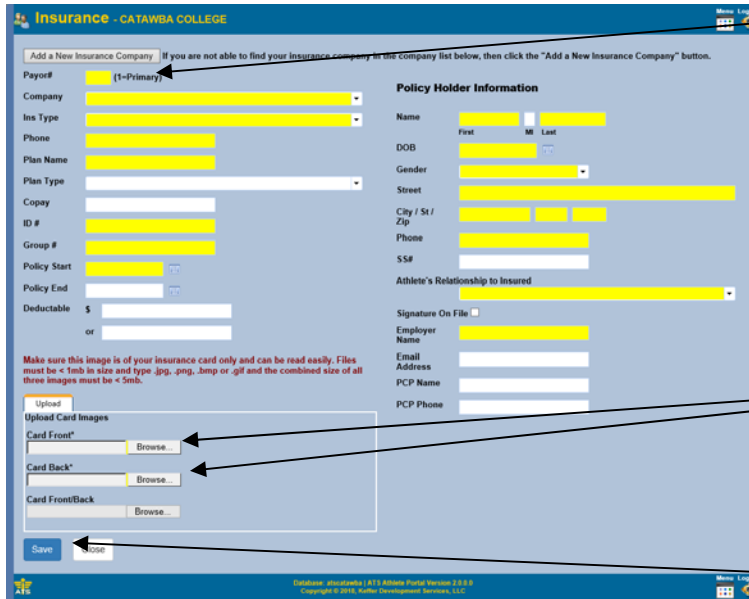 Insurance - CATAWBA COLLEGE
Menu Log
Add a New Insurance Company If you are not able to find your insurance company in the company list below, then click the "Add a New Insurance Company" button.
Payor# (1=Primary)
Company
Ins Type
Phone
Plan Name
Plan Type
Copay
ID #
Group #
Policy Start
Policy End
Deductable $
or
Make sure this image is of your insurance card only and can be read easily. Files
must be < 1mb in size and type .jpg, .png, .bmp or .gif and the combined size of all
three images must be < 5mb.
Upload
Upload Card Images
Card Front*
Browse...
Card Back*
Browse...
Card Front/Back
Browse...
Save Close
Policy Holder Information
Name
First MI Last
DOB
Gender
Street
City / St /
Zip
Phone
SS#
Athlete's Relationship to Insured
Signature On File
Employer
Name
Email
Address
PCP Name
PCP Phone
ATS
Database: atscatawba | ATS Athlete Portal Version 2.0.0.0
Copyright © 2018, Keffer Development Services, LLC
Menu Log